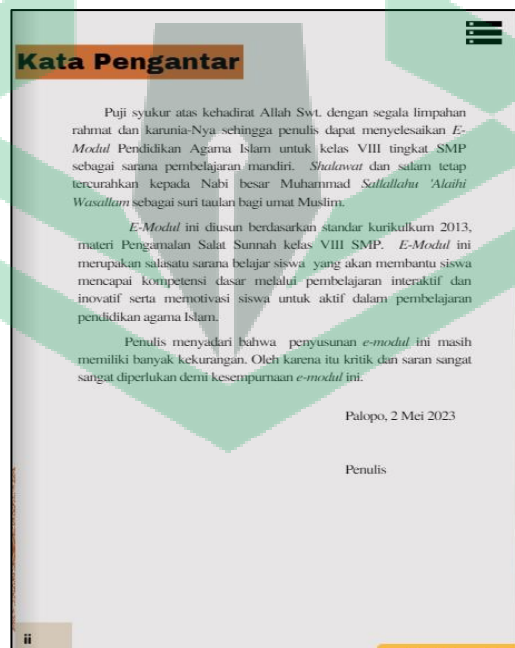 Kata Pengantar
Puji syukur atas kehadirat Allah Swt. dengan segala limpahan
rahmat dan karunia-Nya sehingga penulis dapat menyelesaikan E-
Modul Pendidikan Agama Islam untuk kelas VIII tingkat SMP
sebagai sarana pembelajaran mandiri. Shalawat dan salam tetap
tercurahkan kepada Nabi besar Muhammad Sallallahu 'Alaihi
Wasallam sebagai suri taulan bagi umat Muslim.
E-Modul ini disusun berdasarkan standar kurikulkum 2013,
materi Pengamalan Salat Sunnah kelas VIII SMP. E-Modul ini
merupakan salasatu sarana belajar siswa yang akan membantu siswa
mencapai kompetensi dasar melalui pembelajaran interaktif dan
inovatif serta memotivasi siswa untuk aktif dalam pembelajaran
pendidikan agama Islam.
Penulis menyadari bahwa penyusunan e-modul ini masih
memiliki banyak kekurangan. Oleh karena itu kritik dan saran sangat
sangat diperlukan demi kesempurnaan e-modul ini.
Palopo, 2 Mei 2023
Penulis
ii